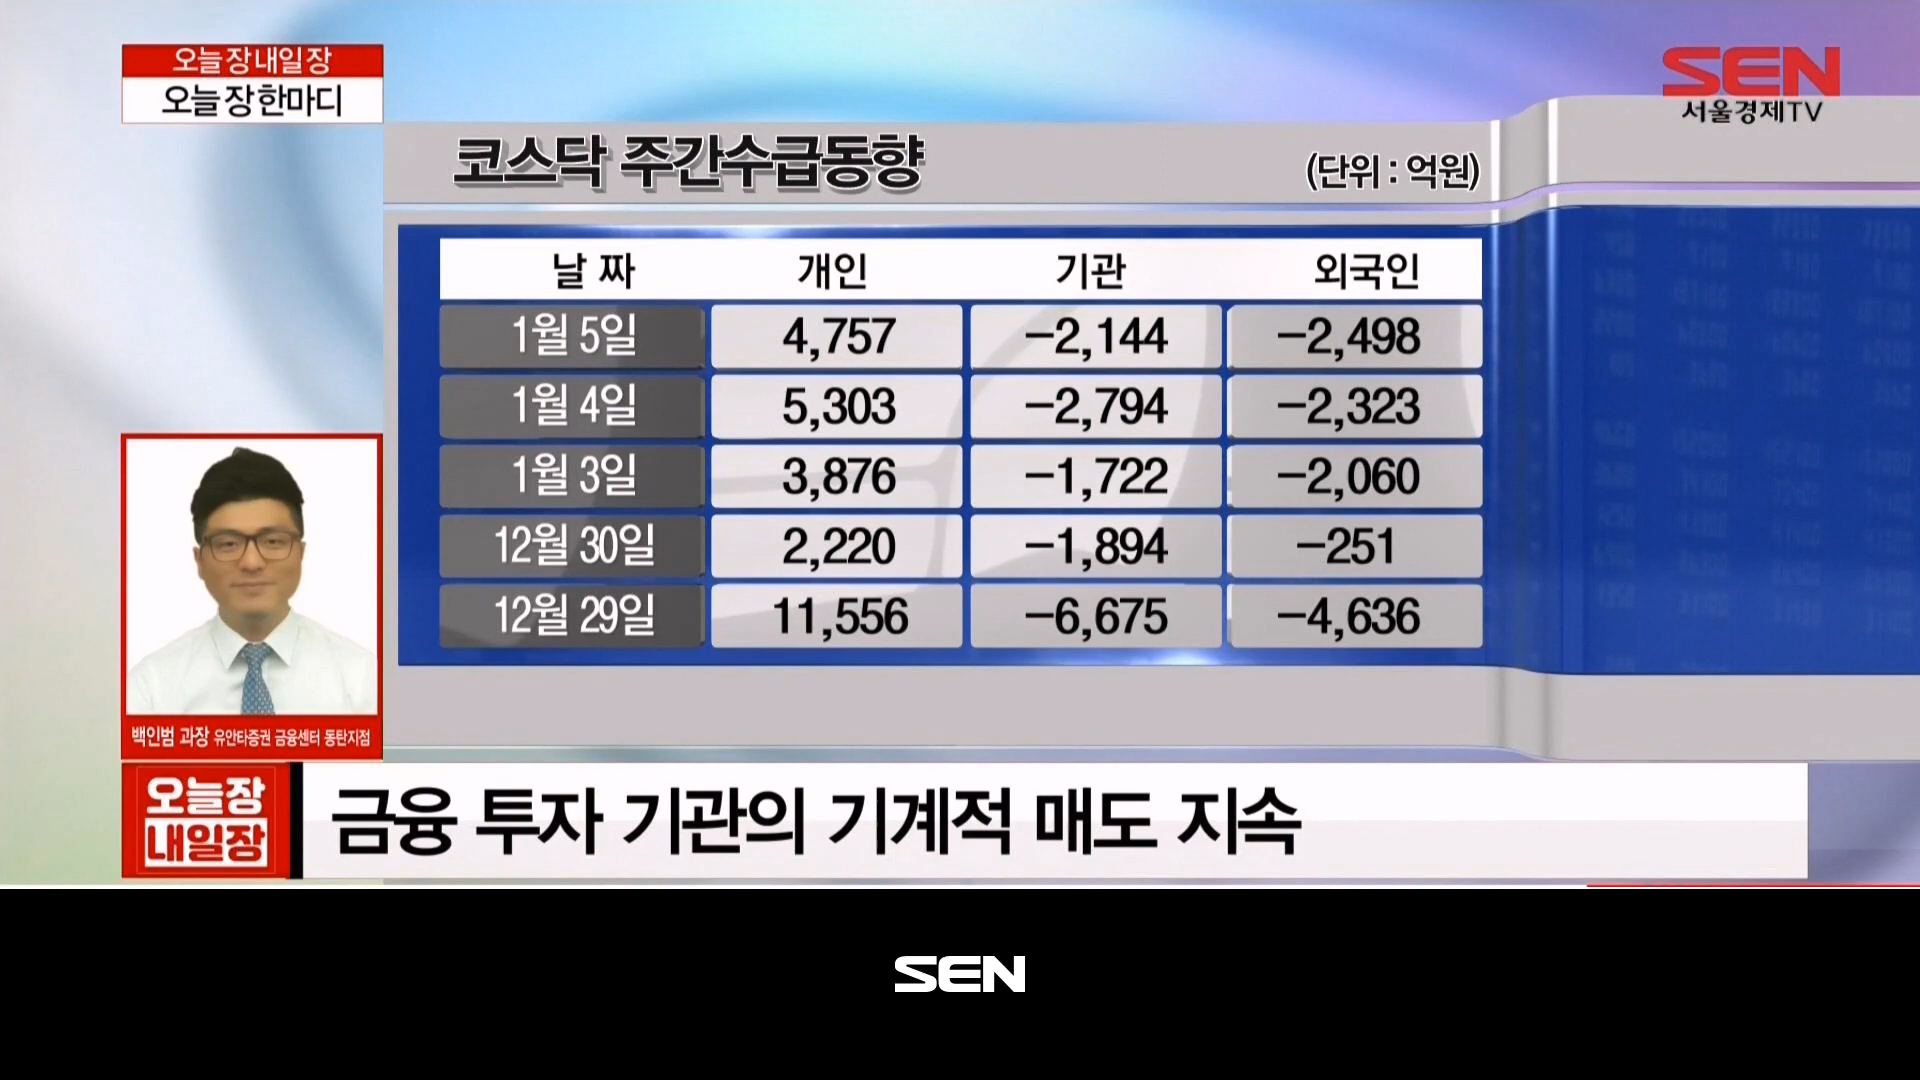 오늘장내일장
오늘장한마디
SEN
서울경제TV
코스닥 주간수급동향 (단위 : 억원)
날 짜 개인 기관 외국인
1월 5일 4,757 -2,144 -2,498
1월 4일 5,303 -2,794 -2,323
1월 3일 3,876 -1,722 -2,060
12월 30일 2,220 -1,894 -251
12월 29일 11,556 -6,675 -4,636
백인범 과장 유안타증권 금융센터 동탄지점
오늘장
내일장
금융 투자 기관의 기계적 매도 지속
SEN